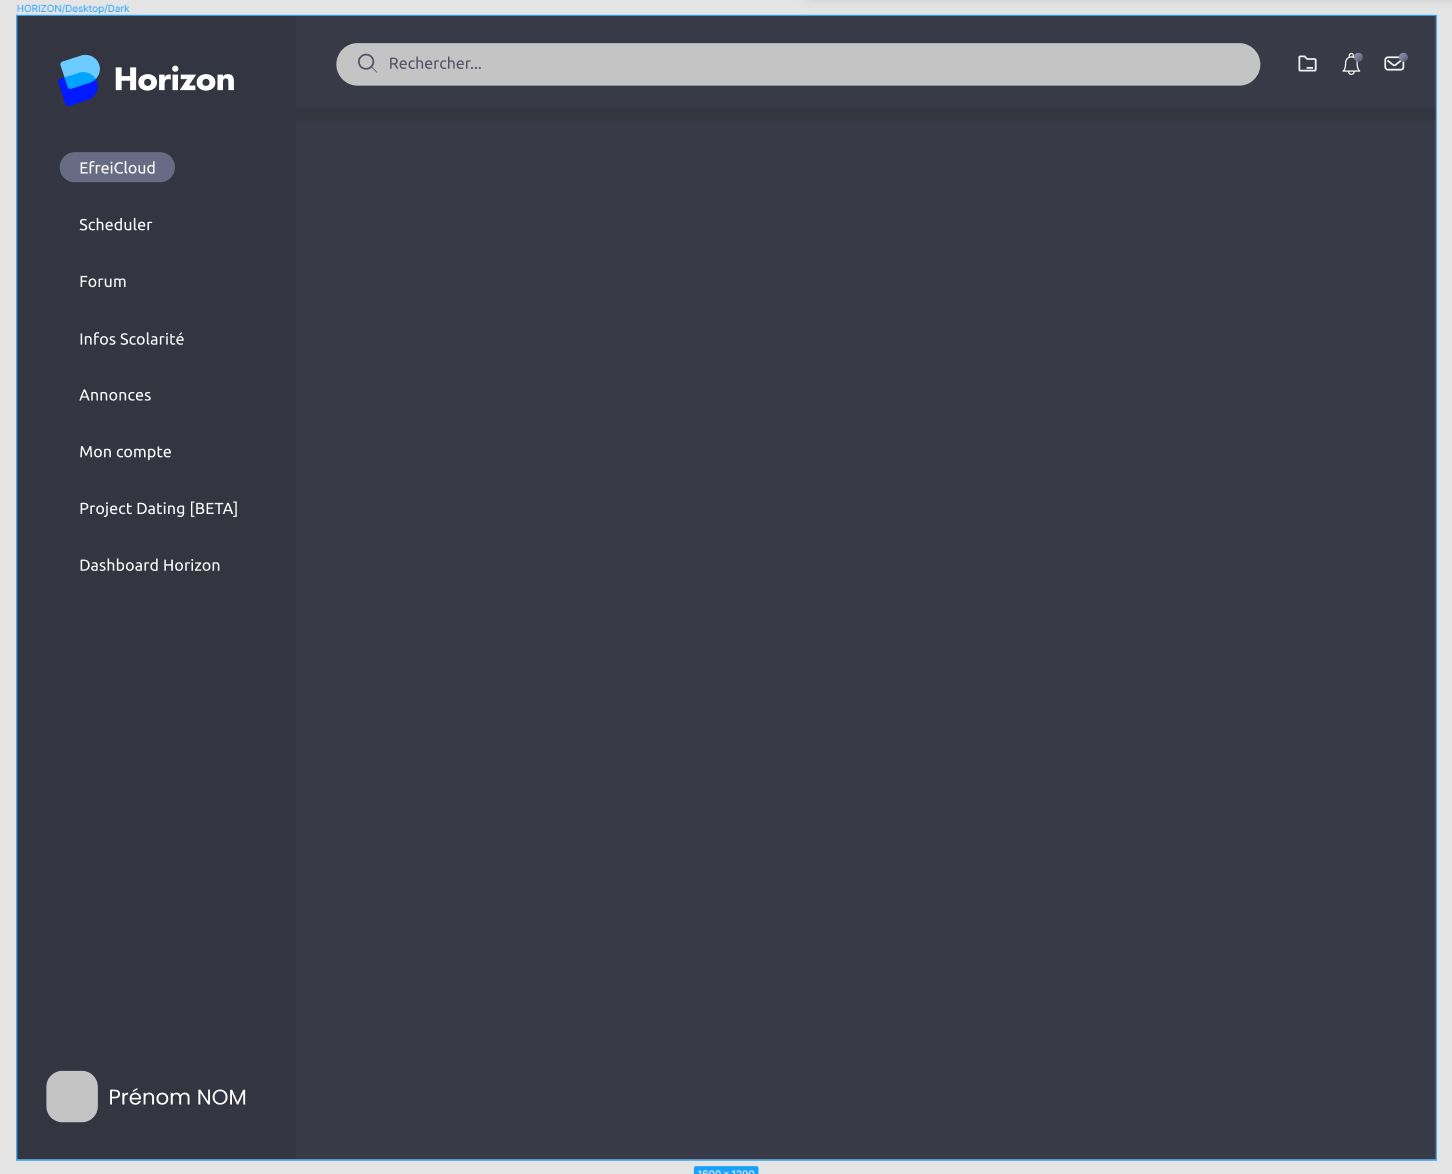 HORIZON/Desktop/Dark
Horizon
Rechercher...
EfreiCloud
Scheduler
Forum
Infos Scolarité
Annonces
Mon compte
Project Dating [BETA]
Dashboard Horizon
Prénom NOM